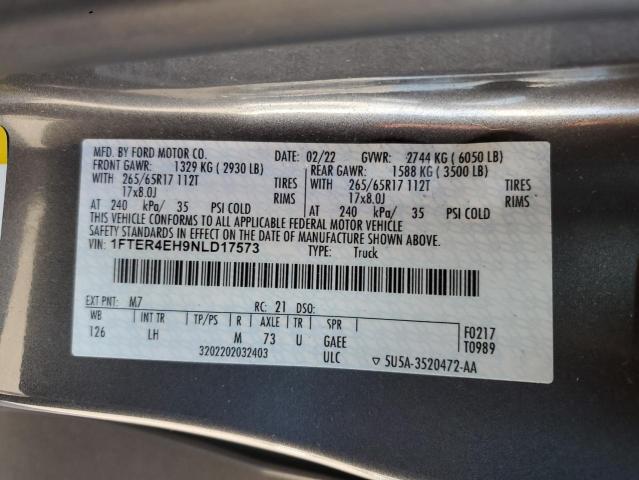 MFD. BY FORD MOTOR CO. 02/22 GVWR: 2744 KG ( 6050 LB)
FRONT GAWR: 1329 KG ( 2930 LB) REAR GAWR: 1588 KG ( 3500 LB)
WITH 265/65R17 112T TIRES WITH 265/65R17 112T TIRES
17x8.0J RIMS 17x8.0J RIMS
AT 240 kPa/ 35 PSI COLD AT 240 kPa/ 35 PSI COLD
THIS VEHICLE CONFORMS TO ALL APPLICABLE FEDERAL MOTOR VEHICLE
SAFETY STANDARDS IN EFFECT ON THE DATE OF MANUFACTURE SHOWN ABOVE.
VIN: 1FTER4EH9NLD17573 TYPE: Truck
EXT PNT: M7 RC: 21 DSO:
WB INT TR TP/PS R AXLE TR SPR F0217
126 LH M 73 U GAEE T0989
3202202032403 ULC ▽ 5U5A-3520472-AA